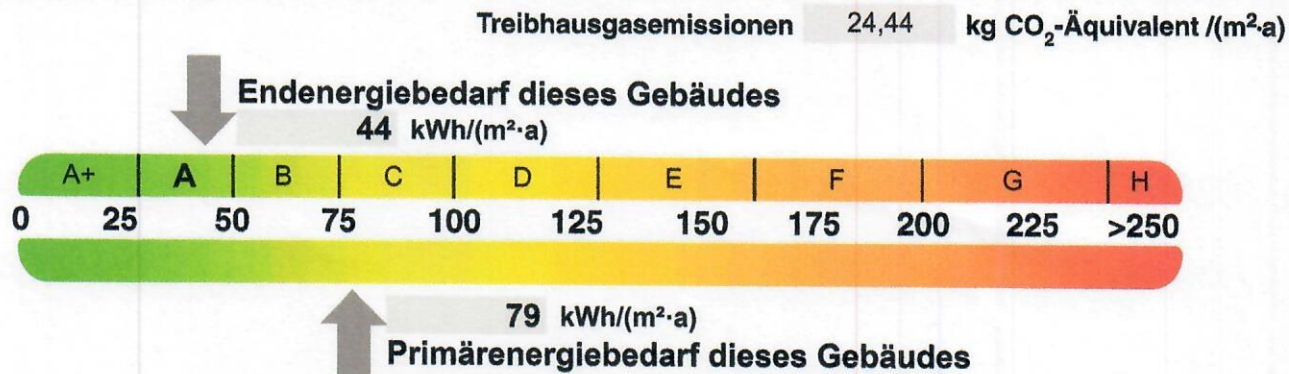 Treibhausgasemissionen 24,44 kg CO₂-Äquivalent /(m²·a)
Endenergiebedarf dieses Gebäudes
44 kWh/(m²·a)
A+ A B C D E F G H
0 25 50 75 100 125 150 175 200 225 >250
79 kWh/(m²·a)
Primärenergiebedarf dieses Gebäudes